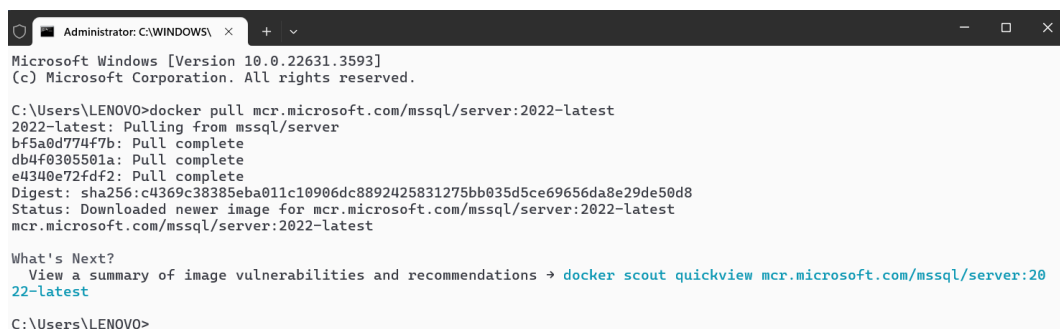 Administrator: C:\WINDOWS\
Microsoft Windows [Version 10.0.22631.3593]
(c) Microsoft Corporation. All rights reserved.
C:\Users\LENOVO>docker pull mcr.microsoft.com/mssql/server:2022-latest
2022-latest: Pulling from mssql/server
bf5a0d774f7b: Pull complete
db4f0305501a: Pull complete
e4340e72fdf2: Pull complete
Digest: sha256:c4369c38385eba011c10906dc8892425831275bb035d5ce69656da8e29de50d8
Status: Downloaded newer image for mcr.microsoft.com/mssql/server:2022-latest
mcr.microsoft.com/mssql/server:2022-latest
What's Next?
View a summary of image vulnerabilities and recommendations → docker scout quickview mcr.microsoft.com/mssql/server:20
22-latest
C:\Users\LENOVO>